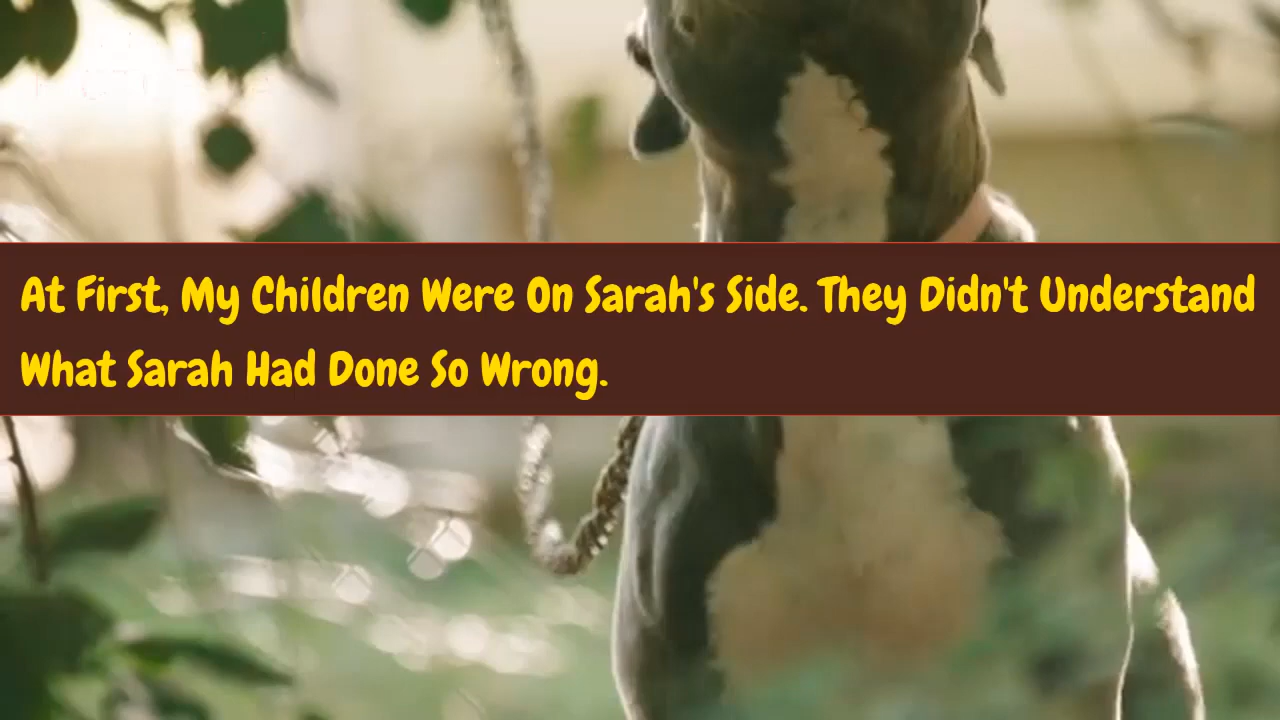 At First, My Children Were On Sarah's Side. They Didn't Understand
What Sarah Had Done So Wrong.